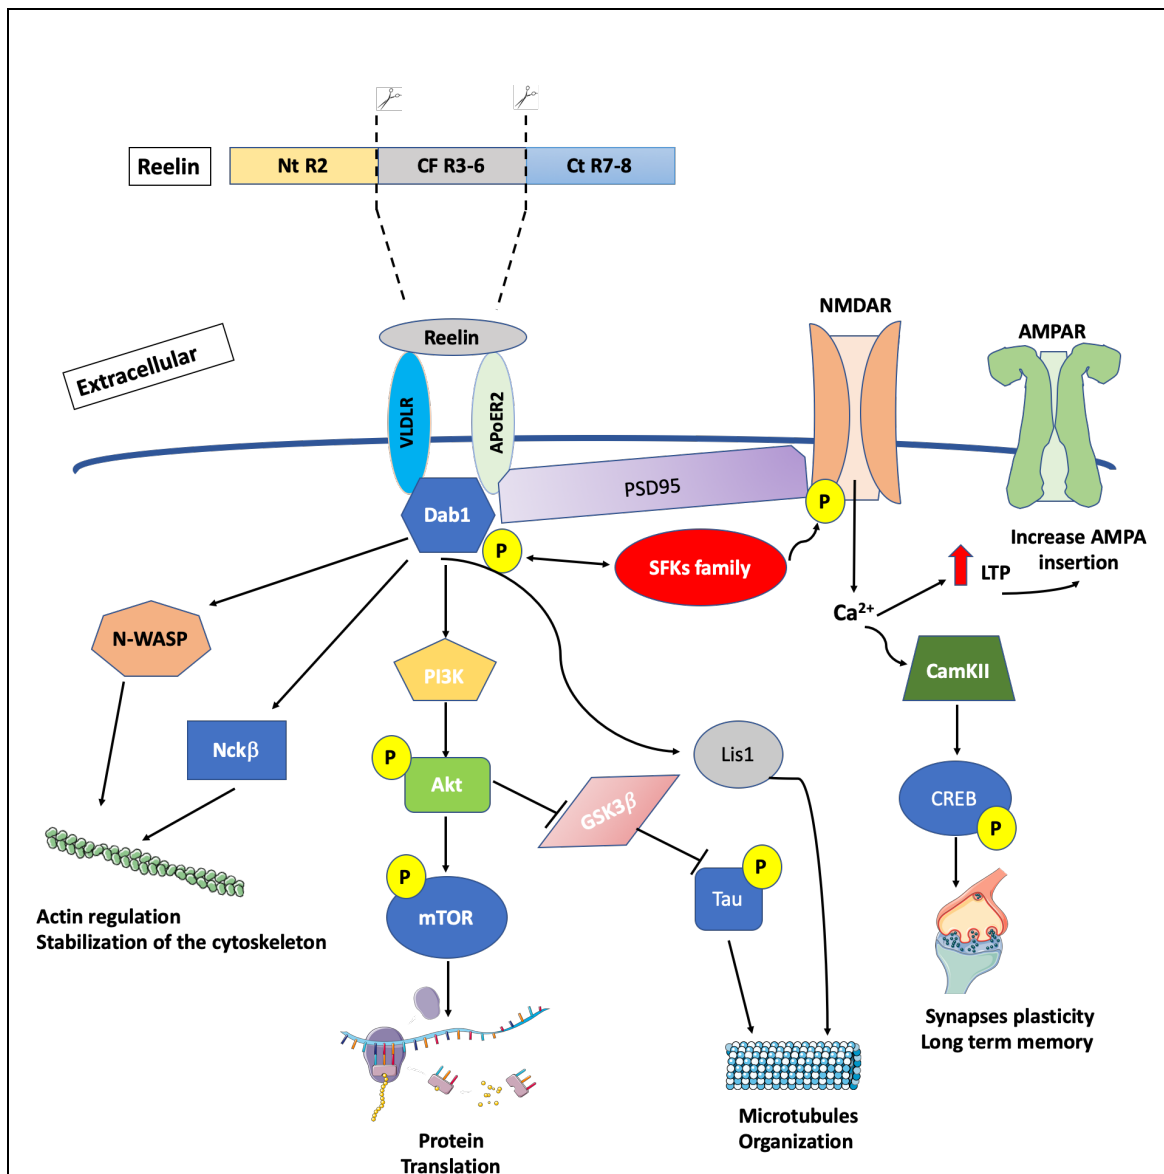 Reelin
Nt R2
CF R3-6
Ct R7-8
Extracellular
Reelin
VLDLR
APoER2
NMDAR
AMPAR
PSD95
P
Dab1
P
SFKs family
Increase AMPA
insertion
LTP
Ca²⁺
N-WASP
PI3K
CamKII
Nckβ
Lis1
P
Akt
GSK3β
CREB
P
P
mTOR
P
Tau
Actin regulation
Stabilization of the cytoskeleton
Synapses plasticity
Long term memory
Microtubules
Organization
Protein
Translation